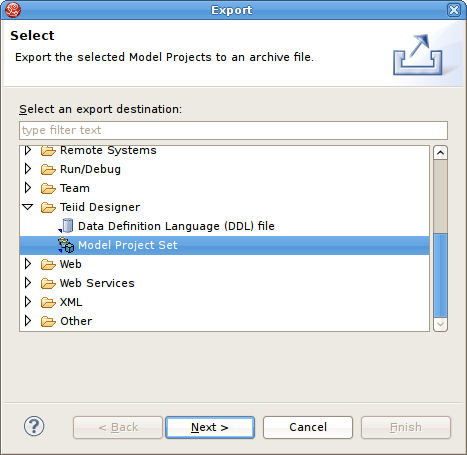 Export
Select
Export the selected Model Projects to an archive file.
Select an export destination:
type filter text
Remote Systems
Run/Debug
Team
Teiid Designer
Data Definition Language (DDL) file
Model Project Set
Web
Web Services
XML
Other
? < Back Next > Cancel Finish